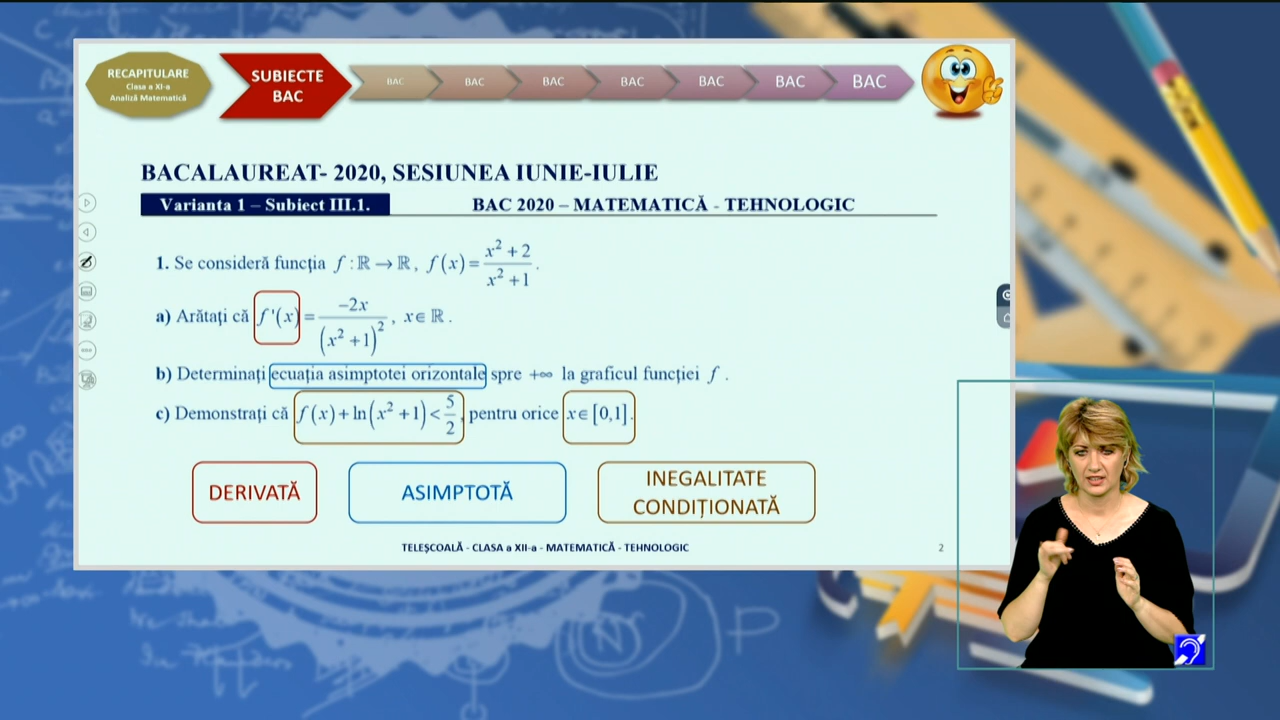 RECAPITULARE
Clasa a XI-a
Analiză Matematică
SUBIECTE
BAC
BAC
BAC
BAC
BAC
BAC
BAC
BAC
BACALAUREAT- 2020, SESIUNEA IUNIE-IULIE
Varianta 1 – Subiect III.1.
BAC 2020 – MATEMATICĂ - TEHNOLOGIC
1. Se consideră funcția f : ℝ → ℝ, f(x) = (x² + 2)/(x² + 1).
a) Arătați că f'(x) = −2x/(x² + 1)², x ∈ ℝ.
b) Determinați ecuația asimptotei orizontale spre +∞ la graficul funcției f.
c) Demonstrați că f(x) + ln(x² + 1) < 5/2, pentru orice x ∈ [0,1].
DERIVATĂ
ASIMPTOTĂ
INEGALITATE
CONDIȚIONATĂ
TELEȘCOALĂ - CLASA a XII-a - MATEMATICĂ - TEHNOLOGIC
2
N
P